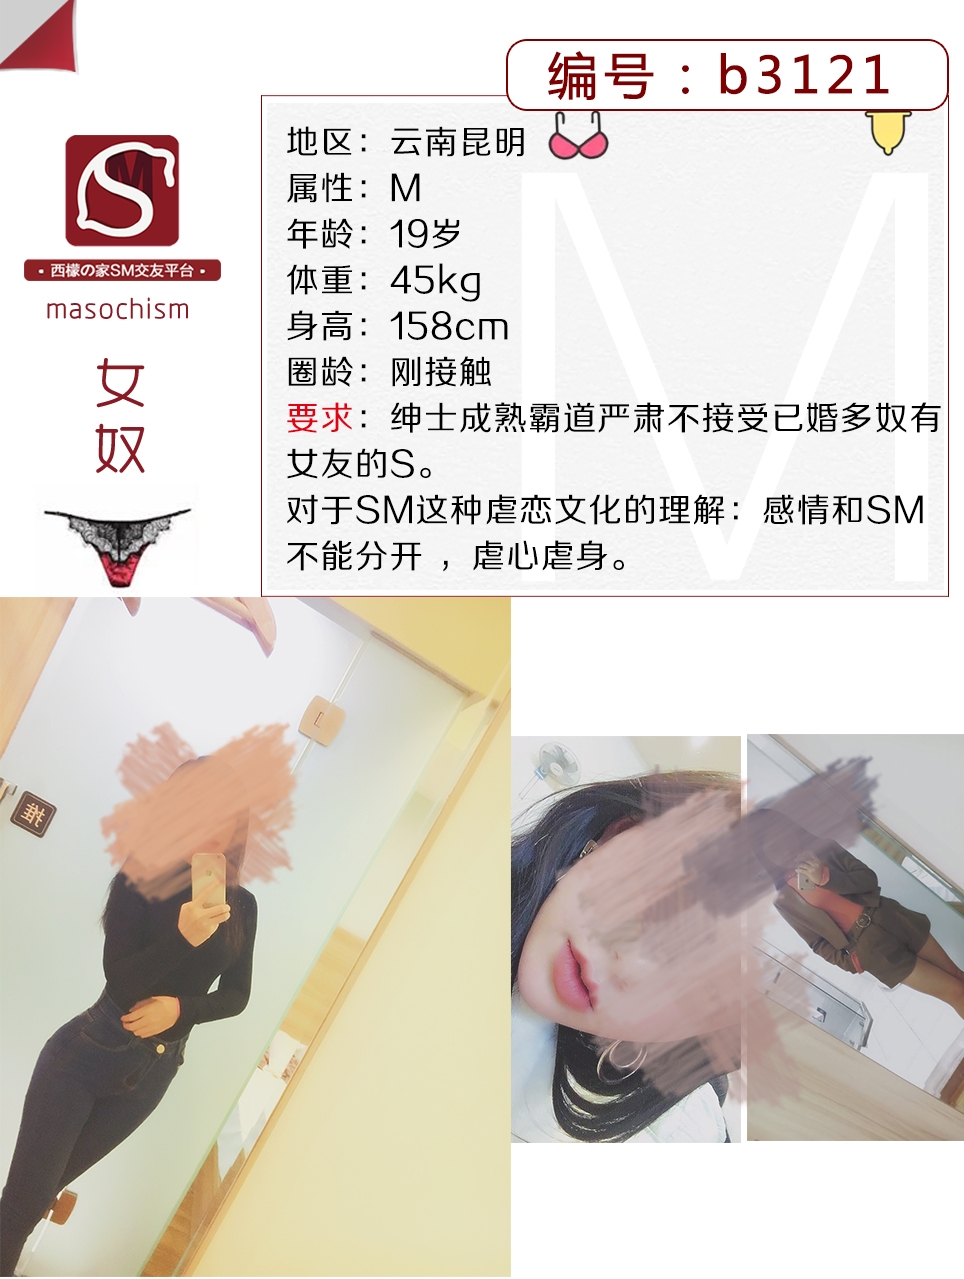 编号：b3121
地区：云南昆明
属性：M
年龄：19岁
体重：45kg
身高：158cm
圈龄：刚接触
要求：绅士成熟霸道严肃不接受已婚多奴有
女友的S。
对于SM这种虐恋文化的理解：感情和SM
不能分开 ，虐心虐身。
SM
·西檬の家SM交友平台·
masochism
女
奴
M